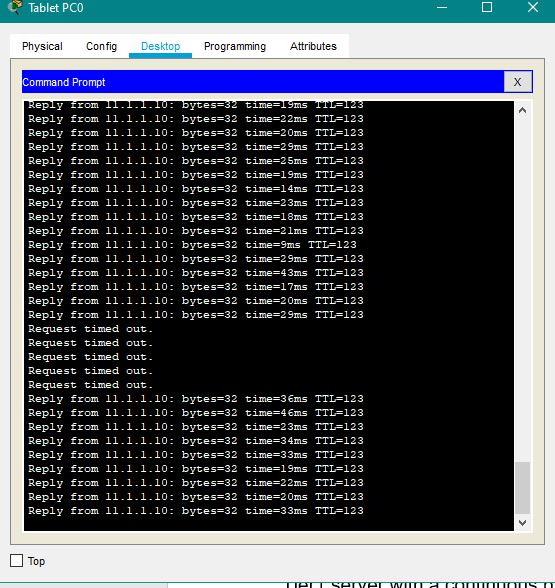 Tablet PC0
Physical Config Desktop Programming Attributes
Command Prompt
X
Reply from 11.1.1.10: bytes=32 time=19ms TTL=123
Reply from 11.1.1.10: bytes=32 time=22ms TTL=123
Reply from 11.1.1.10: bytes=32 time=20ms TTL=123
Reply from 11.1.1.10: bytes=32 time=29ms TTL=123
Reply from 11.1.1.10: bytes=32 time=25ms TTL=123
Reply from 11.1.1.10: bytes=32 time=19ms TTL=123
Reply from 11.1.1.10: bytes=32 time=14ms TTL=123
Reply from 11.1.1.10: bytes=32 time=23ms TTL=123
Reply from 11.1.1.10: bytes=32 time=18ms TTL=123
Reply from 11.1.1.10: bytes=32 time=21ms TTL=123
Reply from 11.1.1.10: bytes=32 time=9ms TTL=123
Reply from 11.1.1.10: bytes=32 time=29ms TTL=123
Reply from 11.1.1.10: bytes=32 time=43ms TTL=123
Reply from 11.1.1.10: bytes=32 time=17ms TTL=123
Reply from 11.1.1.10: bytes=32 time=20ms TTL=123
Reply from 11.1.1.10: bytes=32 time=29ms TTL=123
Request timed out.
Request timed out.
Request timed out.
Request timed out.
Request timed out.
Reply from 11.1.1.10: bytes=32 time=36ms TTL=123
Reply from 11.1.1.10: bytes=32 time=46ms TTL=123
Reply from 11.1.1.10: bytes=32 time=23ms TTL=123
Reply from 11.1.1.10: bytes=32 time=34ms TTL=123
Reply from 11.1.1.10: bytes=32 time=33ms TTL=123
Reply from 11.1.1.10: bytes=32 time=19ms TTL=123
Reply from 11.1.1.10: bytes=32 time=22ms TTL=123
Reply from 11.1.1.10: bytes=32 time=20ms TTL=123
Reply from 11.1.1.10: bytes=32 time=33ms TTL=123
Top
server with a continuous